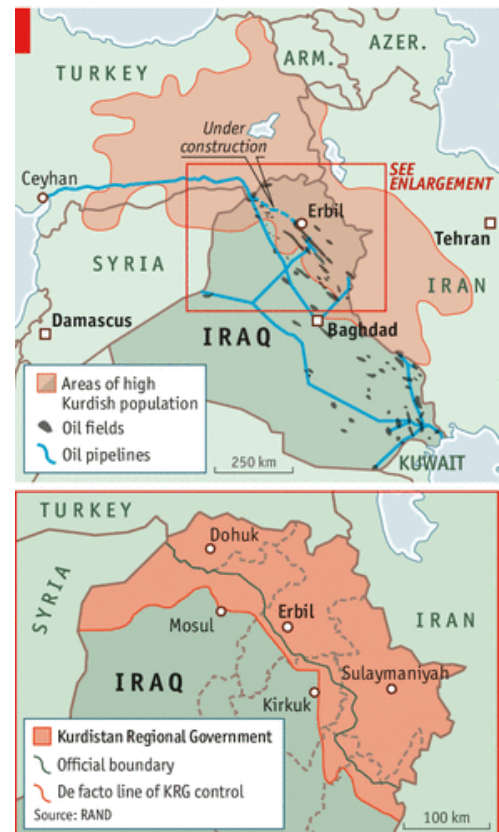 AZER.
ARM.
TURKEY
Under
construction
SEE
ENLARGEMENT
Ceyhan
Erbil
Tehran
SYRIA
IRAN
Damascus
IRAQ
Baghdad
Areas of high
Kurdish population
Oil fields
Oil pipelines
250 km
KUWAIT
TURKEY
Dohuk
SYRIA
Mosul
Erbil
IRAN
IRAQ
Sulaymaniyah
Kirkuk
Kurdistan Regional Government
Official boundary
De facto line of KRG control
Source: RAND
100 km